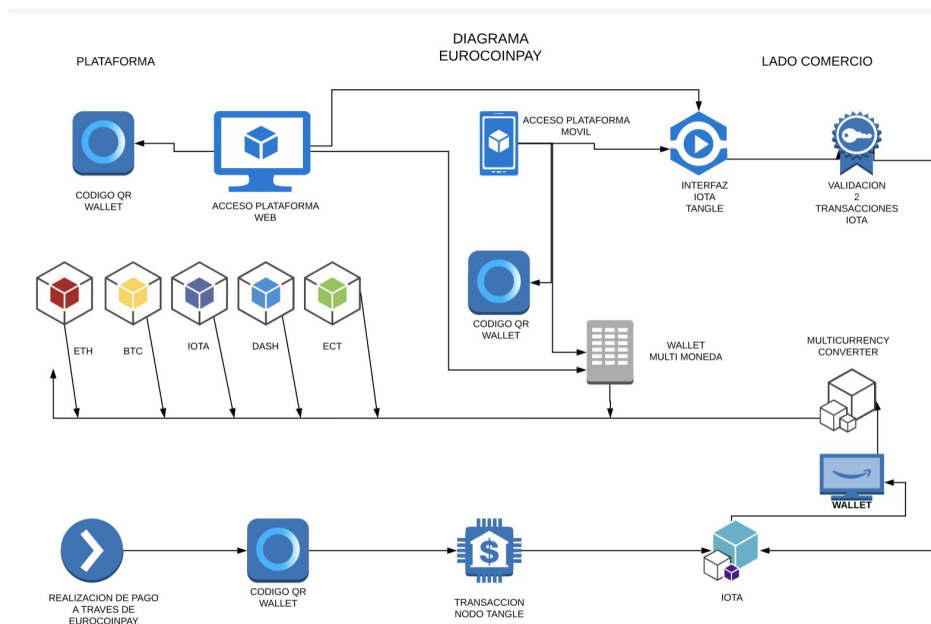 DIAGRAMA
EUROCOINPAY
PLATAFORMA
LADO COMERCIO
CODIGO QR
WALLET
ACCESO PLATAFORMA
WEB
ACCESO PLATAFORMA
MOVIL
INTERFAZ
IOTA
TANGLE
VALIDACION
2
TRANSACCIONES
IOTA
ETH
BTC
IOTA
DASH
ECT
CODIGO QR
WALLET
WALLET
MULTI MONEDA
MULTICURRENCY
CONVERTER
WALLET
REALIZACION DE PAGO
A TRAVES DE
EUROCOINPAY
CODIGO QR
WALLET
$
TRANSACCION
NODO TANGLE
IOTA